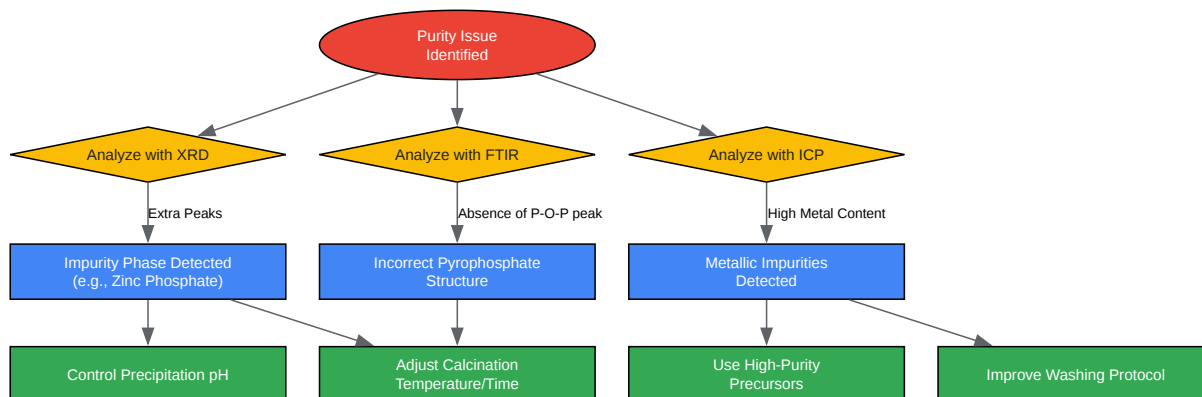 Purity Issue
Identified
Analyze with XRD
Analyze with FTIR
Analyze with ICP
Extra Peaks
Absence of P-O-P peak
High Metal Content
Impurity Phase Detected
(e.g., Zinc Phosphate)
Incorrect Pyrophosphate
Structure
Metallic Impurities
Detected
Control Precipitation pH
Adjust Calcination
Temperature/Time
Use High-Purity
Precursors
Improve Washing Protocol